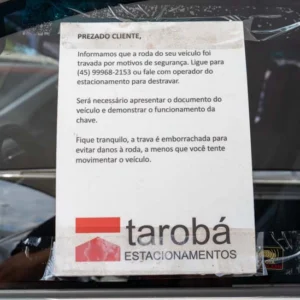 PREZADO CLIENTE,
Informamos que a roda do seu veículo foi
travada por motivos de segurança. Ligue para
(45) 99968-2153 ou fale com operador do
estacionamento para destravar.
Será necessário apresentar o documento do
veículo e demonstrar o funcionamento da
chave.
Fique tranquilo, a trava é emborrachada para
evitar danos à roda, a menos que você tente
movimentar o veículo.
tarobá
ESTACIONAMENTOS